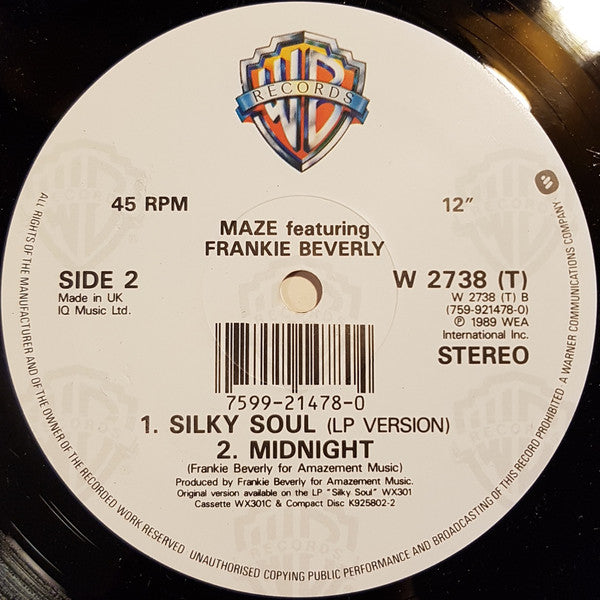 WB
RECORDS
45 RPM
12"
MAZE featuring
FRANKIE BEVERLY
SIDE 2
Made in UK
IQ Music Ltd.
W 2738 (T)
W 2738 (T) B
(759-921478-0)
℗ 1989 WEA
International Inc.
STEREO
7599-21478-0
1. SILKY SOUL (LP VERSION)
2. MIDNIGHT
(Frankie Beverly for Amazement Music)
Produced by Frankie Beverly for Amazement Music.
Original version available on the LP "Silky Soul" WX301
Cassette WX301C & Compact Disc K925802-2
ALL RIGHTS OF THE MANUFACTURER AND OF THE OWNER OF THE RECORDED WORK RESERVED UNAUTHORISED COPYING PUBLIC PERFORMANCE AND BROADCASTING OF THIS RECORD PROHIBITED A WARNER COMMUNICATIONS COMPANY